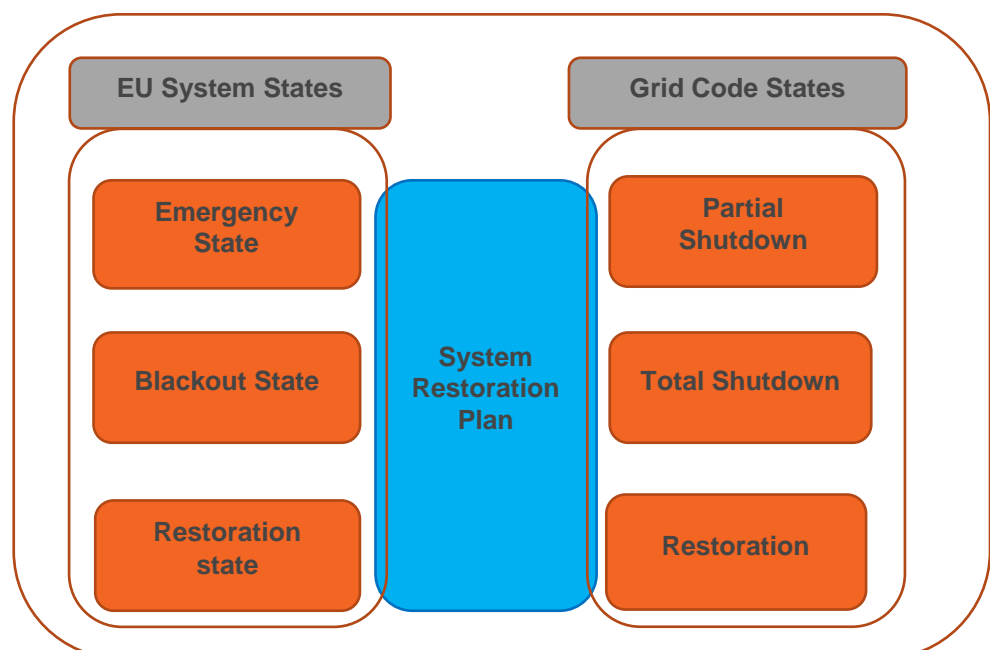 EU System States
Grid Code States
Emergency
State
Blackout State
Restoration
state
System
Restoration
Plan
Partial
Shutdown
Total Shutdown
Restoration